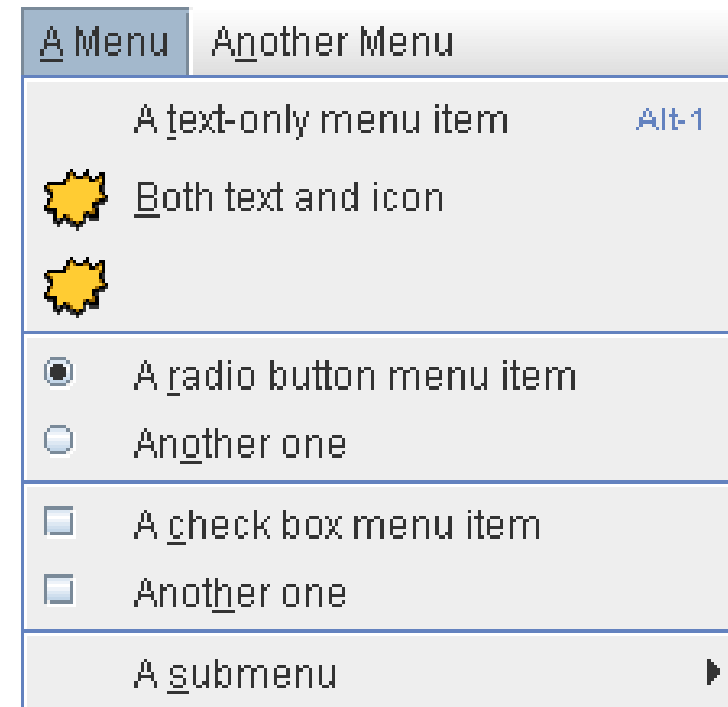 A Menu Another Menu
A text-only menu item Alt-1
Both text and icon
A radio button menu item
Another one
A check box menu item
Another one
A submenu